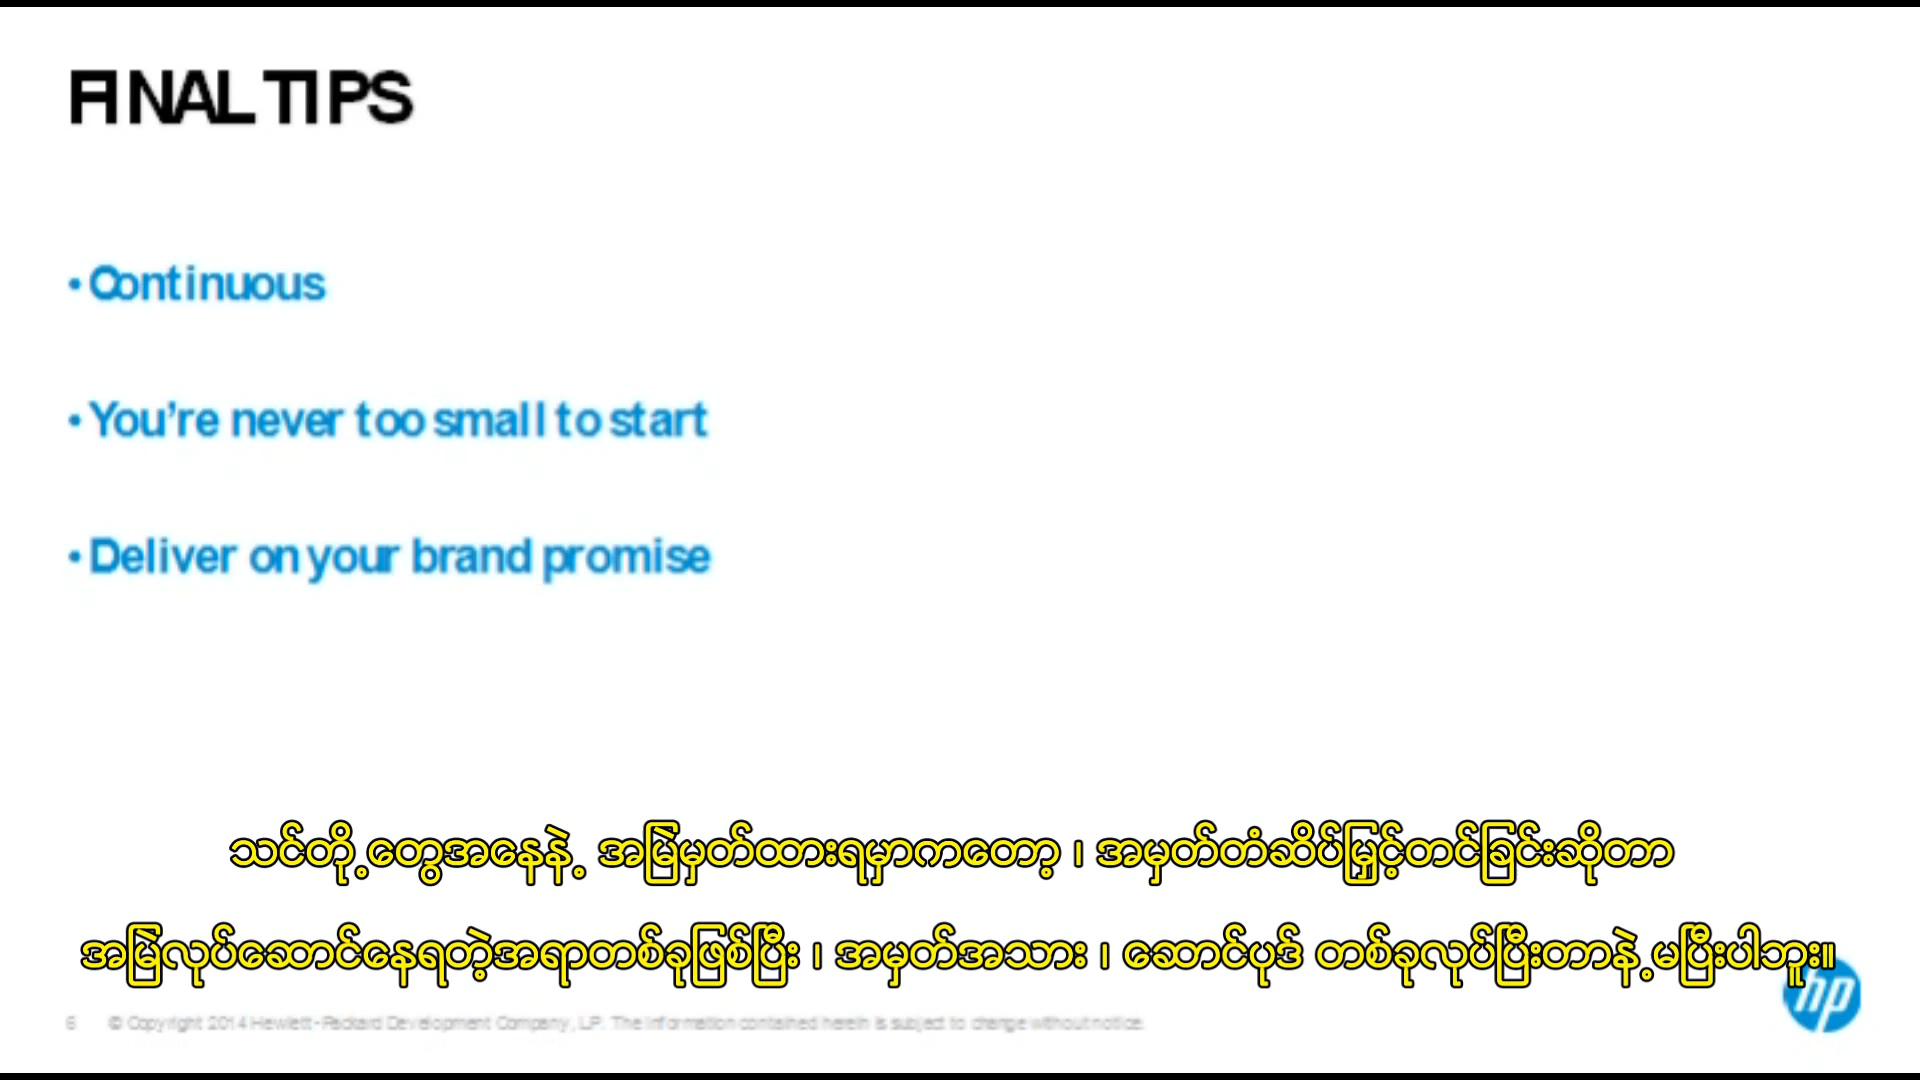 FINAL TIPS
• Continuous
• You're never too small to start
• Deliver on your brand promise
သင်တို့တွေအနေနဲ့ အမြဲမှတ်ထားရမှာကတော့ ၊ အမှတ်တံဆိပ်မြှင့်တင်ခြင်းဆိုတာ
အမြဲလုပ်ဆောင်နေရတဲ့အရာတစ်ခုဖြစ်ပြီး ၊ အမှတ်အသား ၊ ဆောင်ပုဒ် တစ်ခုလုပ်ပြီးတာနဲ့မပြီးပါဘူး။
hp
6 © Copyright 2014 Hewlett-Packard Development Company, L.P. The information contained herein is subject to change without notice.